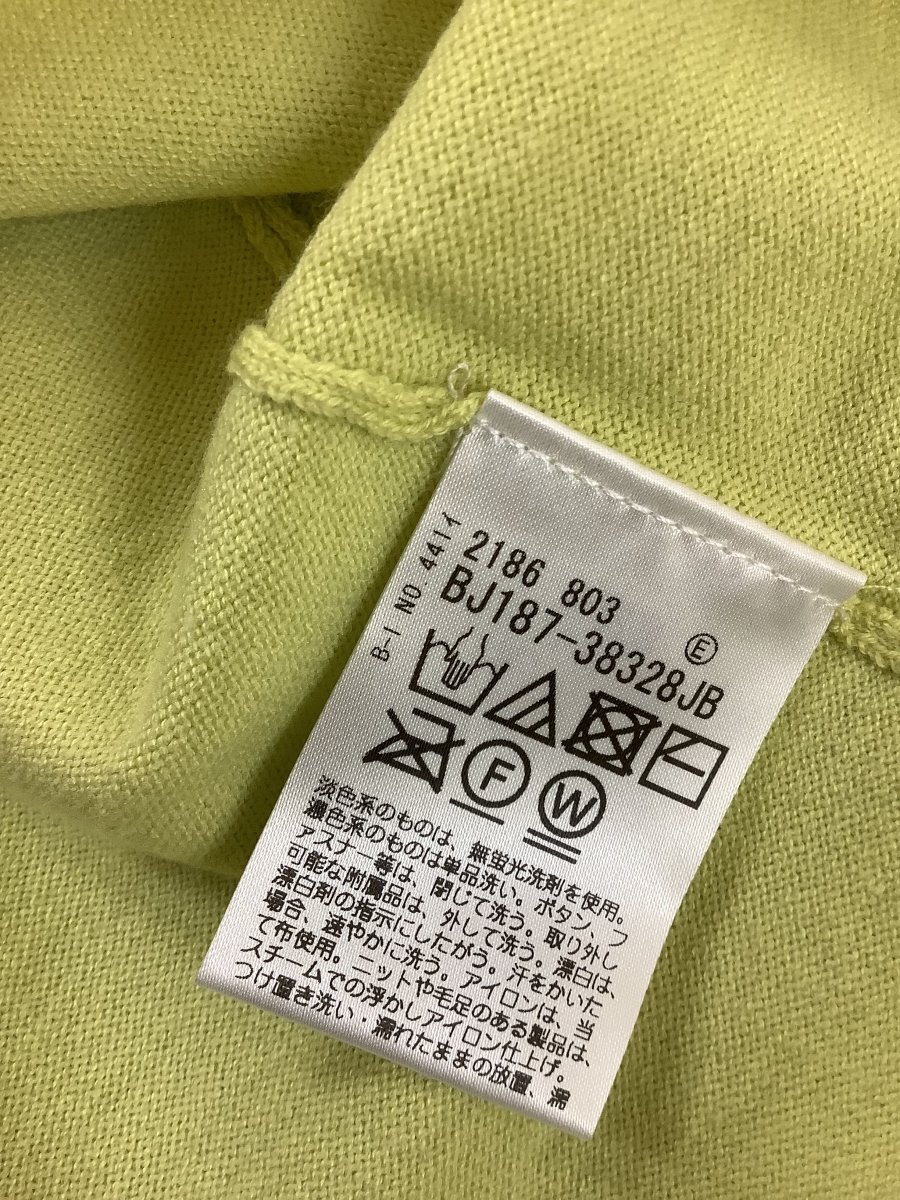 B-I NO 441イ
2186 803
BJ187-38328JB
E
F
W
淡色系のものは、無蛍光洗剤を使用。
濃色系のものは単品洗い。ボタン、フ
ァスナー等は、閉じて洗う。取り外し
可能な附属品は、外して洗う。漂白は、
漂白剤の指示にしたがう。汗をかいた
場合、速やかに洗う。アイロンは、当
て布使用。ニットや毛足のある製品は、
スチームでの浮かしアイロン仕上げ。
つけ置き洗い・濡れたままの放置、濡